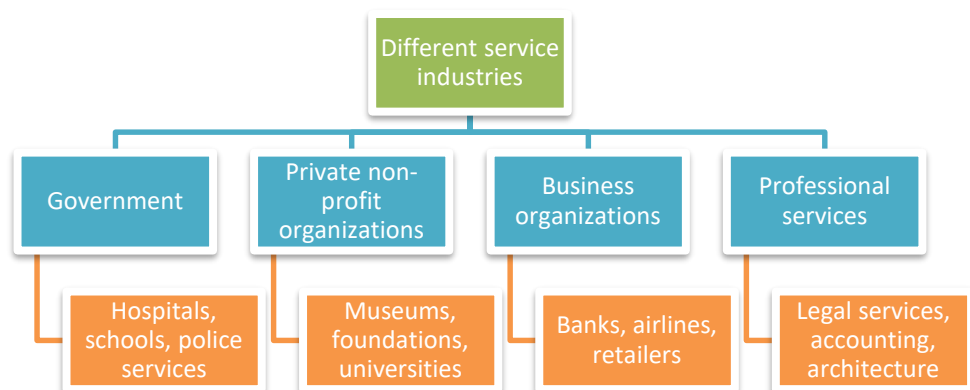 Different service
industries
Government
Private non-
profit
organizations
Business
organizations
Professional
services
Hospitals,
schools, police
services
Museums,
foundations,
universities
Banks, airlines,
retailers
Legal services,
accounting,
architecture